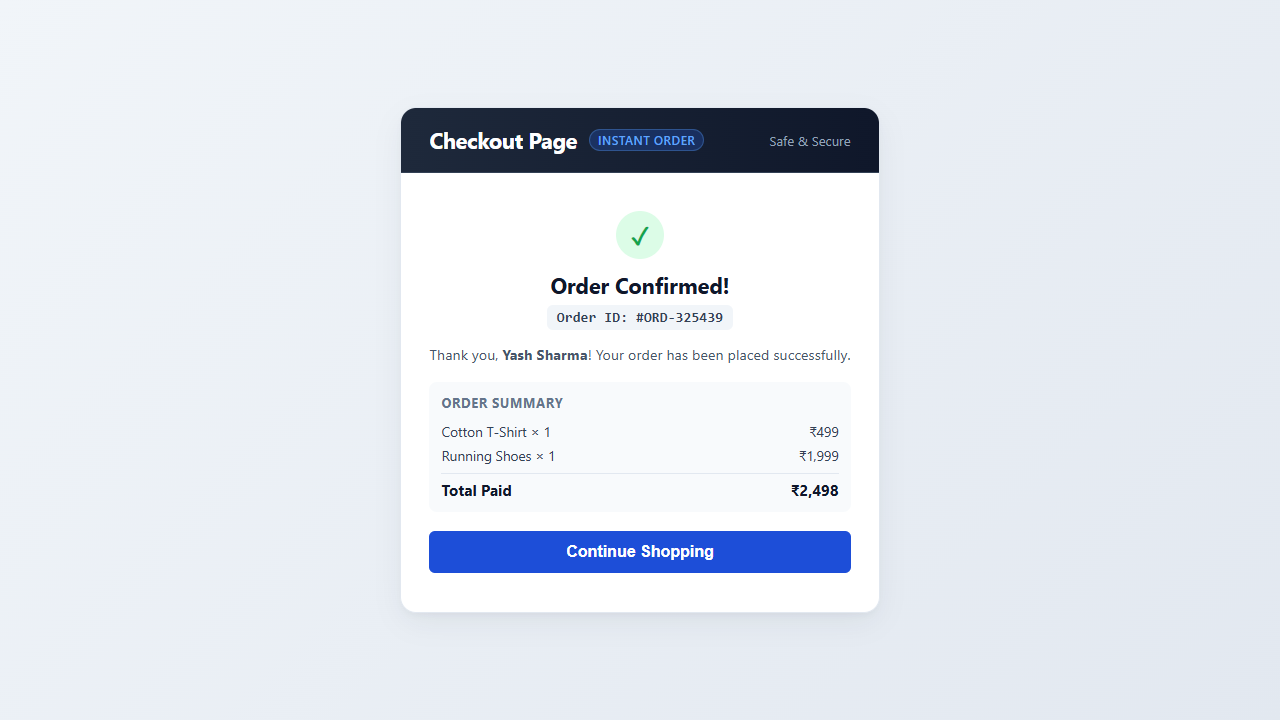 Checkout Page INSTANT ORDER Safe & Secure
✓
Order Confirmed!
Order ID: #ORD-325439
Thank you, Yash Sharma! Your order has been placed successfully.
ORDER SUMMARY
Cotton T-Shirt × 1 ₹499
Running Shoes × 1 ₹1,999
Total Paid ₹2,498
Continue Shopping